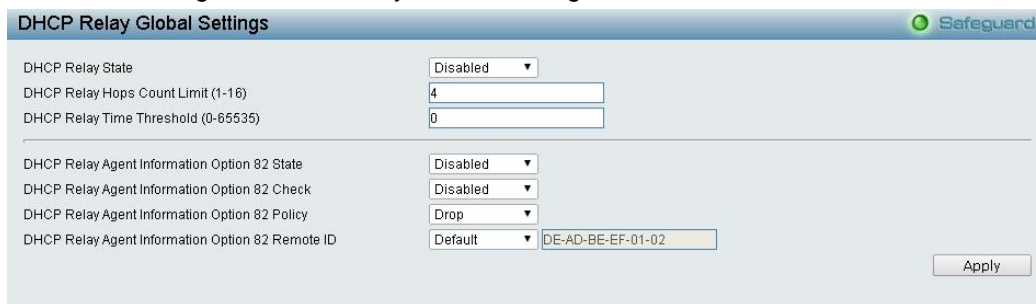 DHCP Relay Global Settings
Safeguard
DHCP Relay State Disabled
DHCP Relay Hops Count Limit (1-16) 4
DHCP Relay Time Threshold (0-65535) 0
DHCP Relay Agent Information Option 82 State Disabled
DHCP Relay Agent Information Option 82 Check Disabled
DHCP Relay Agent Information Option 82 Policy Drop
DHCP Relay Agent Information Option 82 Remote ID Default DE-AD-BE-EF-01-02
Apply